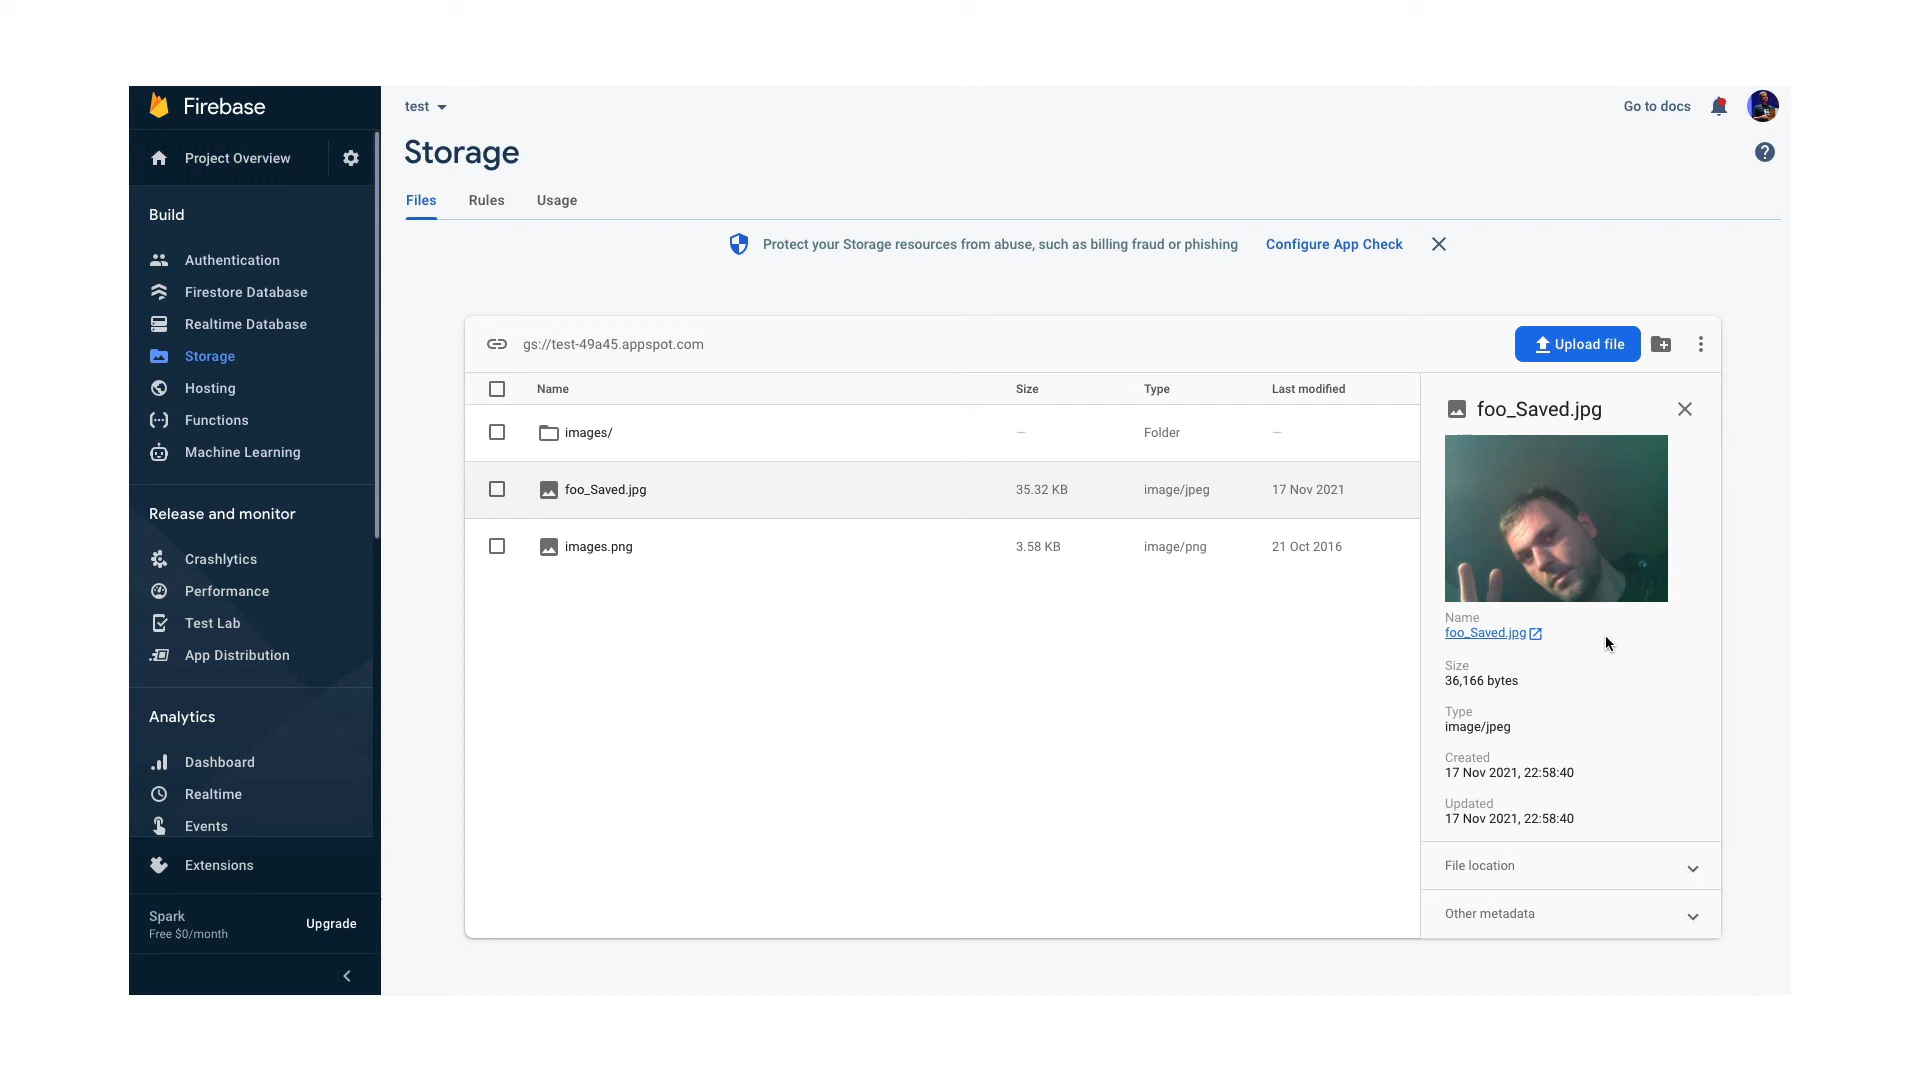 Firebase
test
Go to docs
Project Overview
Storage
Files Rules Usage
Build
Protect your Storage resources from abuse, such as billing fraud or phishing Configure App Check
Authentication
Firestore Database
Realtime Database
Storage
Hosting
Functions
Machine Learning
gs://test-49a45.appspot.com
Upload file
Name Size Type Last modified
images/ — Folder —
foo_Saved.jpg 35.32 KB image/jpeg 17 Nov 2021
images.png 3.58 KB image/png 21 Oct 2016
foo_Saved.jpg
Name
foo_Saved.jpg
Size
36,166 bytes
Type
image/jpeg
Created
17 Nov 2021, 22:58:40
Updated
17 Nov 2021, 22:58:40
File location
Other metadata
Release and monitor
Crashlytics
Performance
Test Lab
App Distribution
Analytics
Dashboard
Realtime
Events
Extensions
Spark
Free $0/month
Upgrade